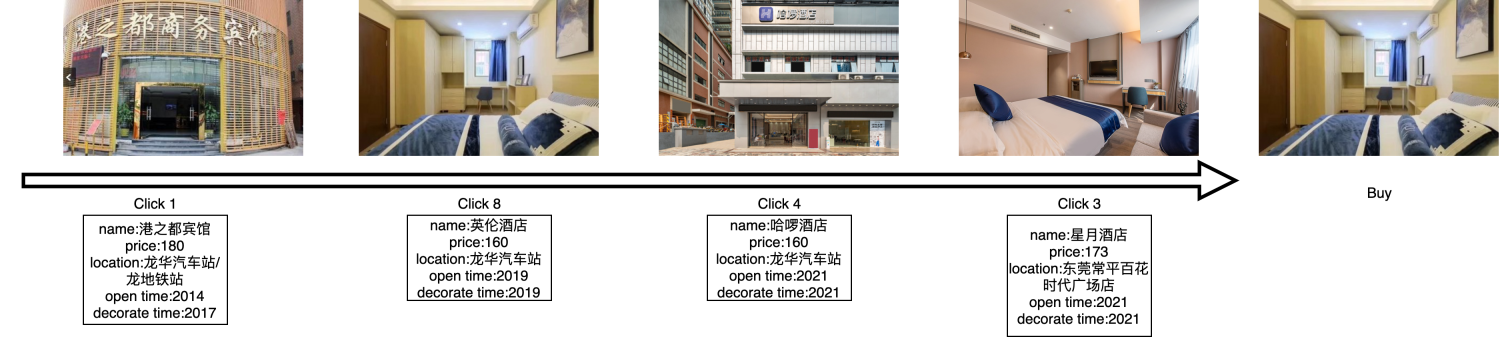 港之都商务宾馆
哈啰酒店
Click 1
name:港之都宾馆
price:180
location:龙华汽车站/
龙地铁站
open time:2014
decorate time:2017
Click 8
name:英伦酒店
price:160
location:龙华汽车站
open time:2019
decorate time:2019
Click 4
name:哈啰酒店
price:160
location:龙华汽车站
open time:2021
decorate time:2021
Click 3
name:星月酒店
price:173
location:东莞常平百花
时代广场店
open time:2021
decorate time:2021
Buy